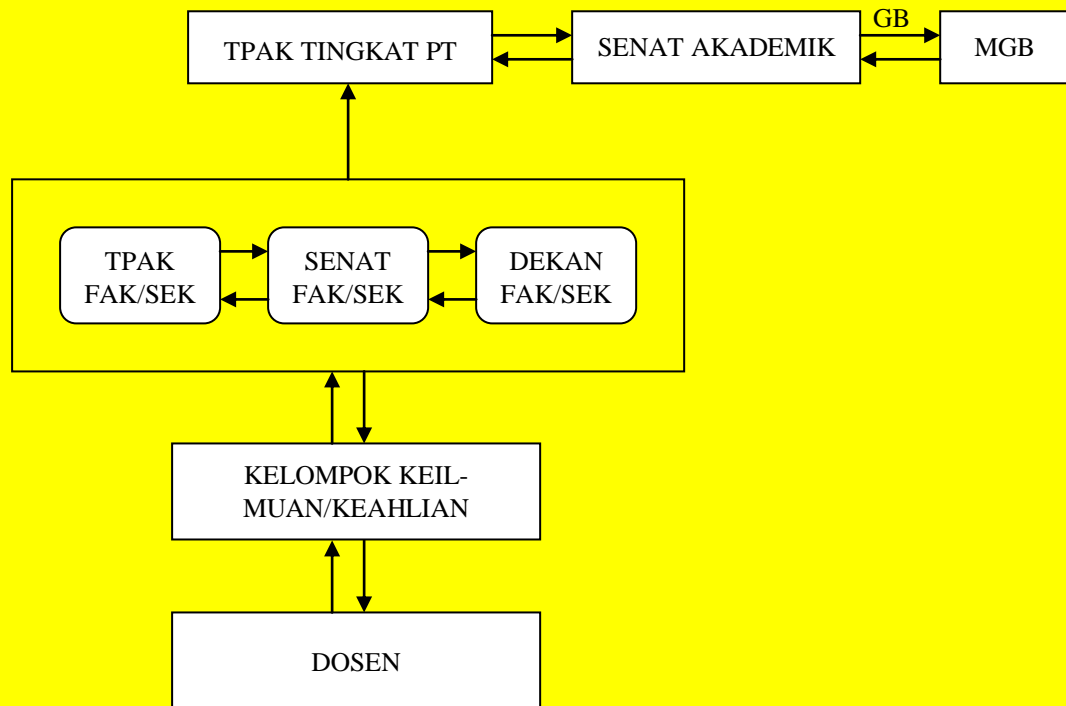 GB
TPAK TINGKAT PT
SENAT AKADEMIK
MGB
TPAK
FAK/SEK
SENAT
FAK/SEK
DEKAN
FAK/SEK
KELOMPOK KEIL-
MUAN/KEAHLIAN
DOSEN